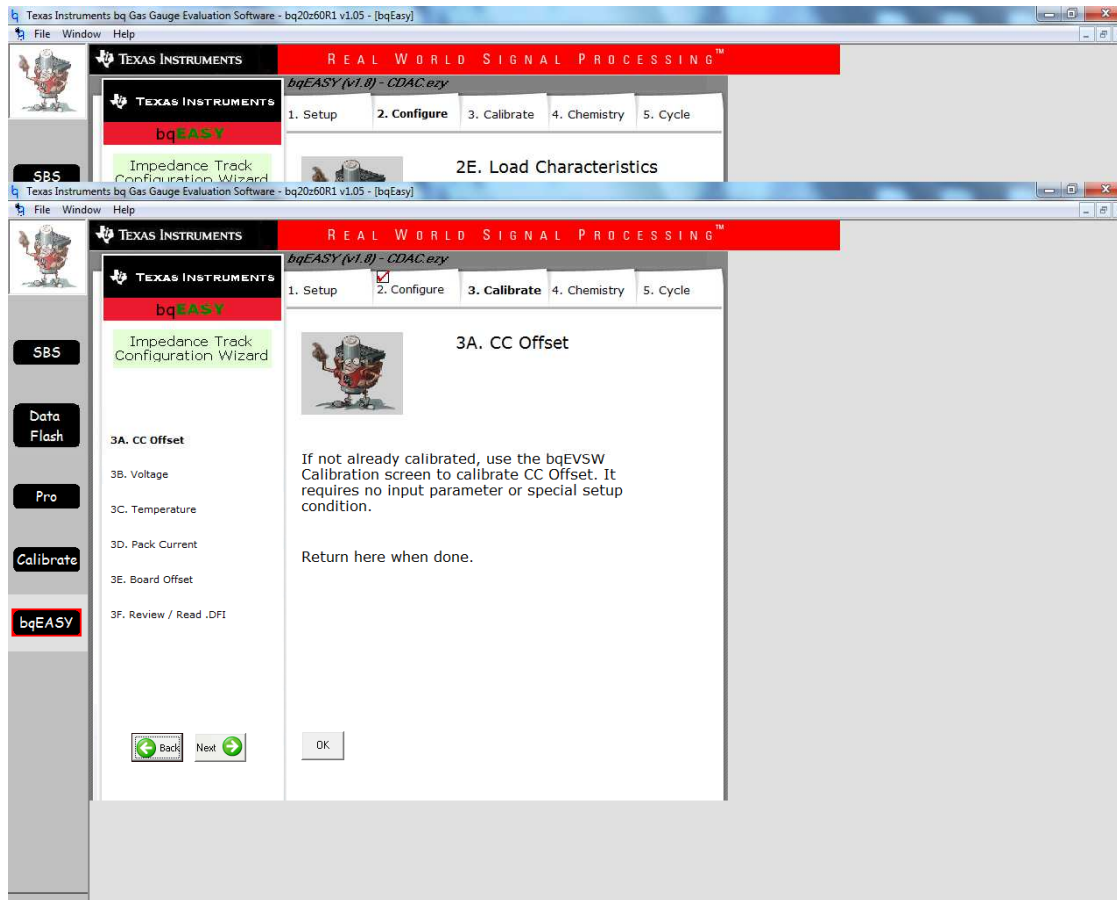 Texas Instruments bq Gas Gauge Evaluation Software - bq20z60R1 v1.05 - [bqEasy]
File Window Help
TEXAS INSTRUMENTS REAL WORLD SIGNAL PROCESSING™
bqEASY (v1.8) - CDAC.ezy
TEXAS INSTRUMENTS
1. Setup 2. Configure 3. Calibrate 4. Chemistry 5. Cycle
bqEASY
Impedance Track
Configuration Wizard
2E. Load Characteristics
SBS
Texas Instruments bq Gas Gauge Evaluation Software - bq20z60R1 v1.05 - [bqEasy]
File Window Help
TEXAS INSTRUMENTS REAL WORLD SIGNAL PROCESSING™
bqEASY (v1.8) - CDAC.ezy
TEXAS INSTRUMENTS
1. Setup 2. Configure 3. Calibrate 4. Chemistry 5. Cycle
bqEASY
Impedance Track
Configuration Wizard
3A. CC Offset
SBS
Data
Flash
Pro
Calibrate
bqEASY
3A. CC Offset
3B. Voltage
3C. Temperature
3D. Pack Current
3E. Board Offset
3F. Review / Read .DFI
If not already calibrated, use the bqEVSW
Calibration screen to calibrate CC Offset. It
requires no input parameter or special setup
condition.
Return here when done.
Back Next OK